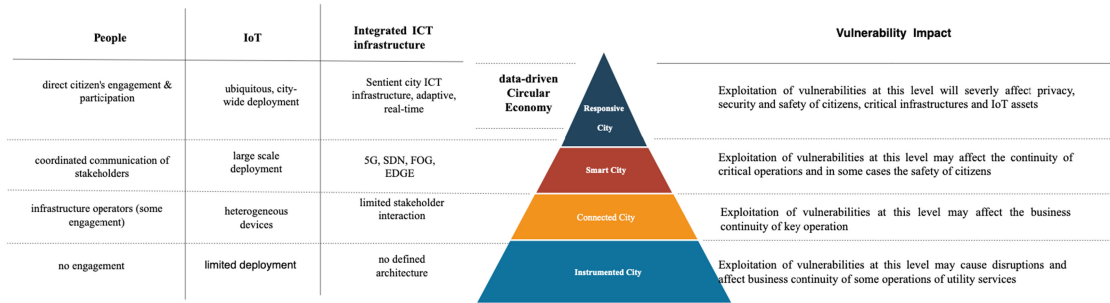 People
IoT
Integrated ICT
infrastructure
Vulnerability Impact
direct citizen's engagement &
participation
ubiquitous, city-
wide deployment
Sentient city ICT
infrastructure, adaptive,
real-time
data-driven
Circular
Economy
Responsive
City
Exploitation of vulnerabilities at this level will severly affect privacy,
security and safety of citizens, critical infrastructures and IoT assets
coordinated communication of
stakeholders
large scale
deployment
5G, SDN, FOG,
EDGE
Smart City
Exploitation of vulnerabilities at this level may affect the continuity of
critical operations and in some cases the safety of citizens
infrastructure operators (some
engagement)
heterogeneous
devices
limited stakeholder
interaction
Connected City
Exploitation of vulnerabilities at this level may affect the business
continuity of key operation
no engagement
limited deployment
no defined
architecture
Instrumented City
Exploitation of vulnerabilities at this level may cause disruptions and
affect business continuity of some operations of utility services